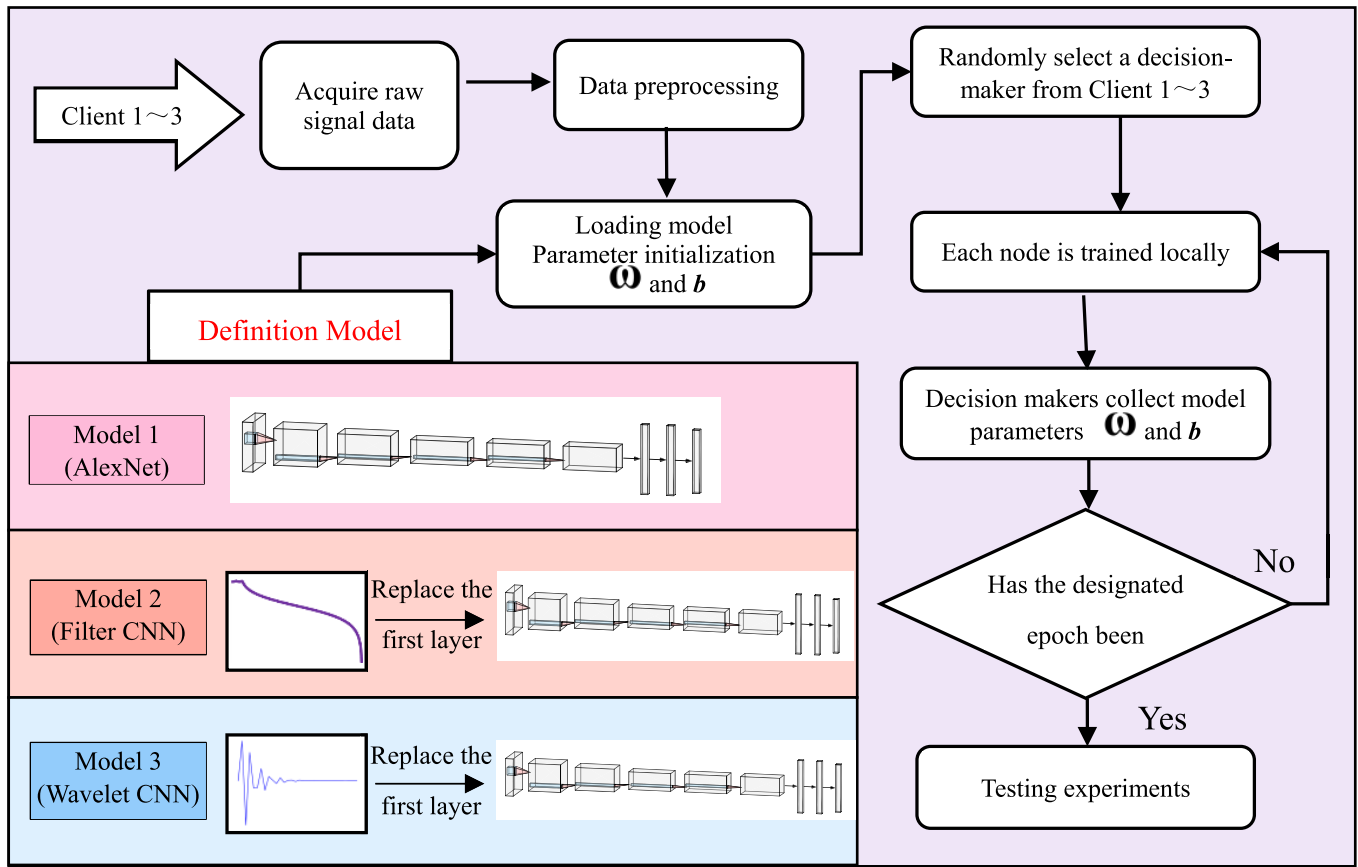 Client 1～3
Acquire raw
signal data
Data preprocessing
Loading model
Parameter initialization
ω and b
Randomly select a decision-
maker from Client 1～3
Each node is trained locally
Decision makers collect model
parameters ω and b
Has the designated
epoch been
No
Yes
Testing experiments
Definition Model
Model 1
(AlexNet)
Model 2
(Filter CNN)
Replace the
first layer
Model 3
(Wavelet CNN)
Replace the
first layer